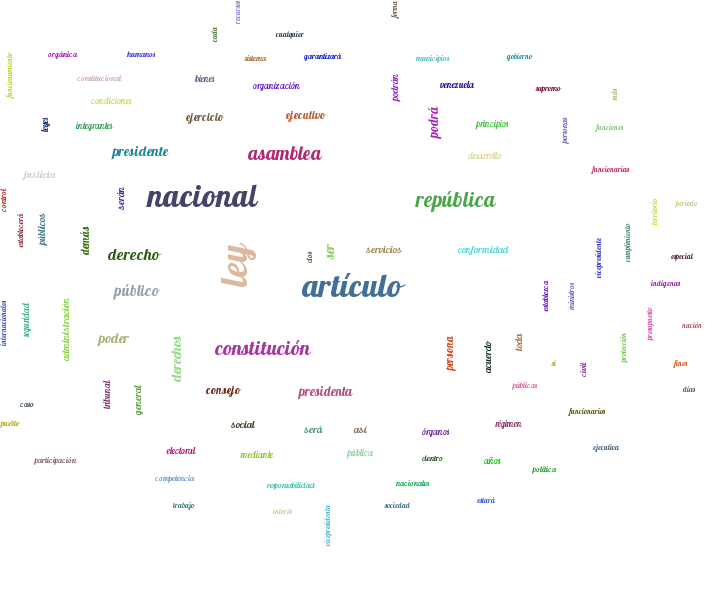 recursos
forma
cada
cualquier
orgánica
humanos
sistema
garantizará
municipios
gobierno
funcionamiento
constitucional
bienes
organización
podrán
venezuela
supremo
más
condiciones
leyes
integrantes
ejercicio
ejecutivo
podrá
principios
personas
funciones
presidente
asamblea
desarrollo
funcionarias
justicia
control
serán
nacional
república
territorio
período
establecerá
públicos
demás
derecho
ley
dos
ser
servicios
conformidad
vicepresidente
cumplimiento
especial
público
artículo
establezca
ministros
indígenas
internacionales
seguridad
administración
poder
derechos
constitución
persona
acuerdo
toda
si
civil
protección
presupuesto
nación
fines
tribunal
general
consejo
presidenta
públicas
días
caso
pueblo
social
será
así
órganos
régimen
funcionarios
participación
electoral
mediante
pública
dentro
años
política
ejecutiva
competencia
responsabilidad
nacionales
trabajo
interés
vicepresidenta
sociedad
estará